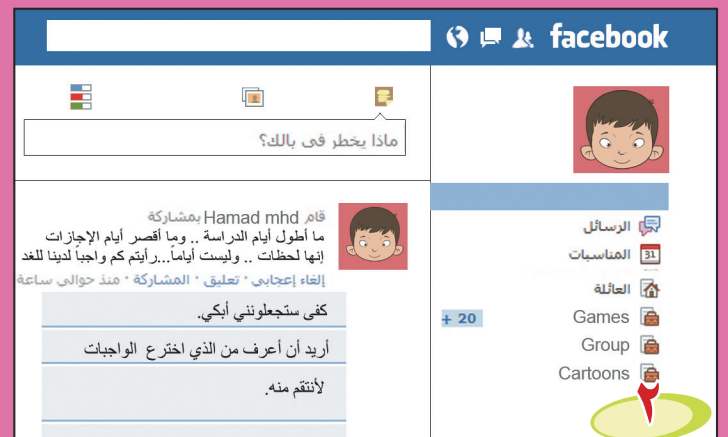 facebook
ماذا يخطر في بالك؟
قام Hamad mhd بمشاركة
ما أطول أيام الدراسة .. وما أقصر أيام الإجازات
إنها لحظات .. وليست أياماً...رأيتم كم واجباً لدينا للغد
إلغاء إعجابي · تعليق · المشاركة · منذ حوالي ساعة
كفى ستجعلونني أبكي.
أريد أن أعرف من الذي اخترع الواجبات
لأنتقم منه.
الرسائل
31 المناسبات
العائلة
Games
+ 20
Group
Cartoons
٢